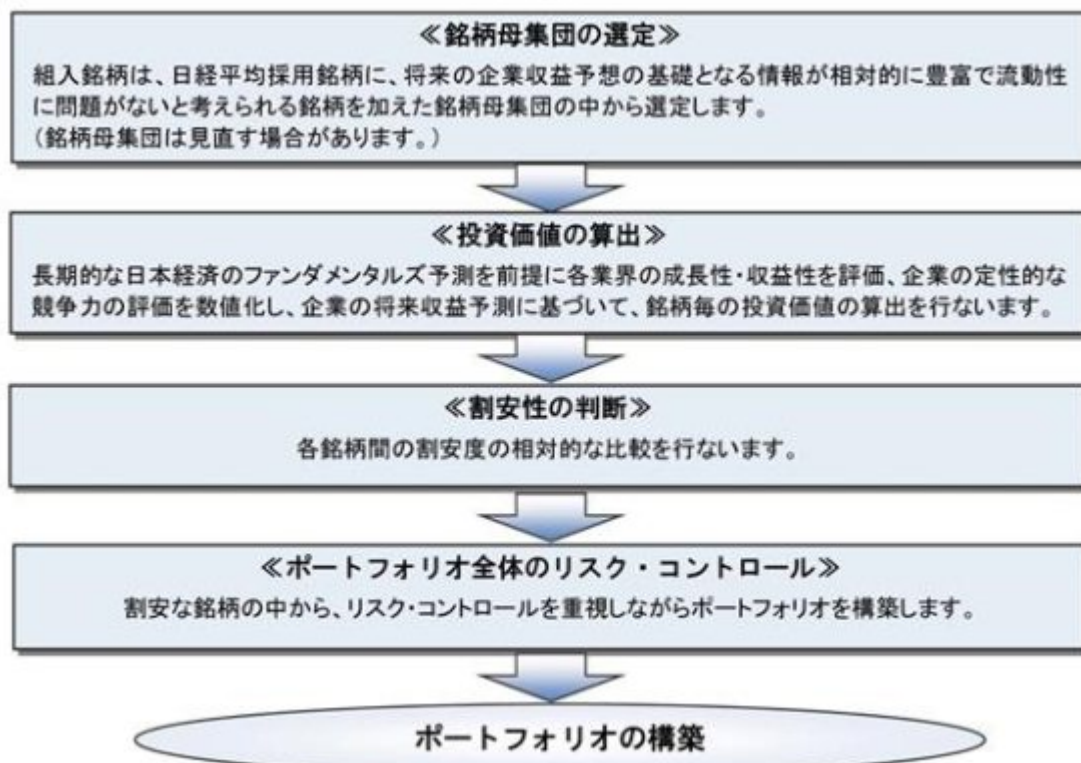 ≪銘柄母集団の選定≫
組入銘柄は、日経平均採用銘柄に、将来の企業収益予想の基礎となる情報が相対的に豊富で流動性
に問題がないと考えられる銘柄を加えた銘柄母集団の中から選定します。
（銘柄母集団は見直す場合があります。）
≪投資価値の算出≫
長期的な日本経済のファンダメンタルズ予測を前提に各業界の成長性・収益性を評価、企業の定性的な
競争力の評価を数値化し、企業の将来収益予測に基づいて、銘柄毎の投資価値の算出を行ないます。
≪割安性の判断≫
各銘柄間の割安度の相対的な比較を行ないます。
≪ポートフォリオ全体のリスク・コントロール≫
割安な銘柄の中から、リスク・コントロールを重視しながらポートフォリオを構築します。
ポートフォリオの構築